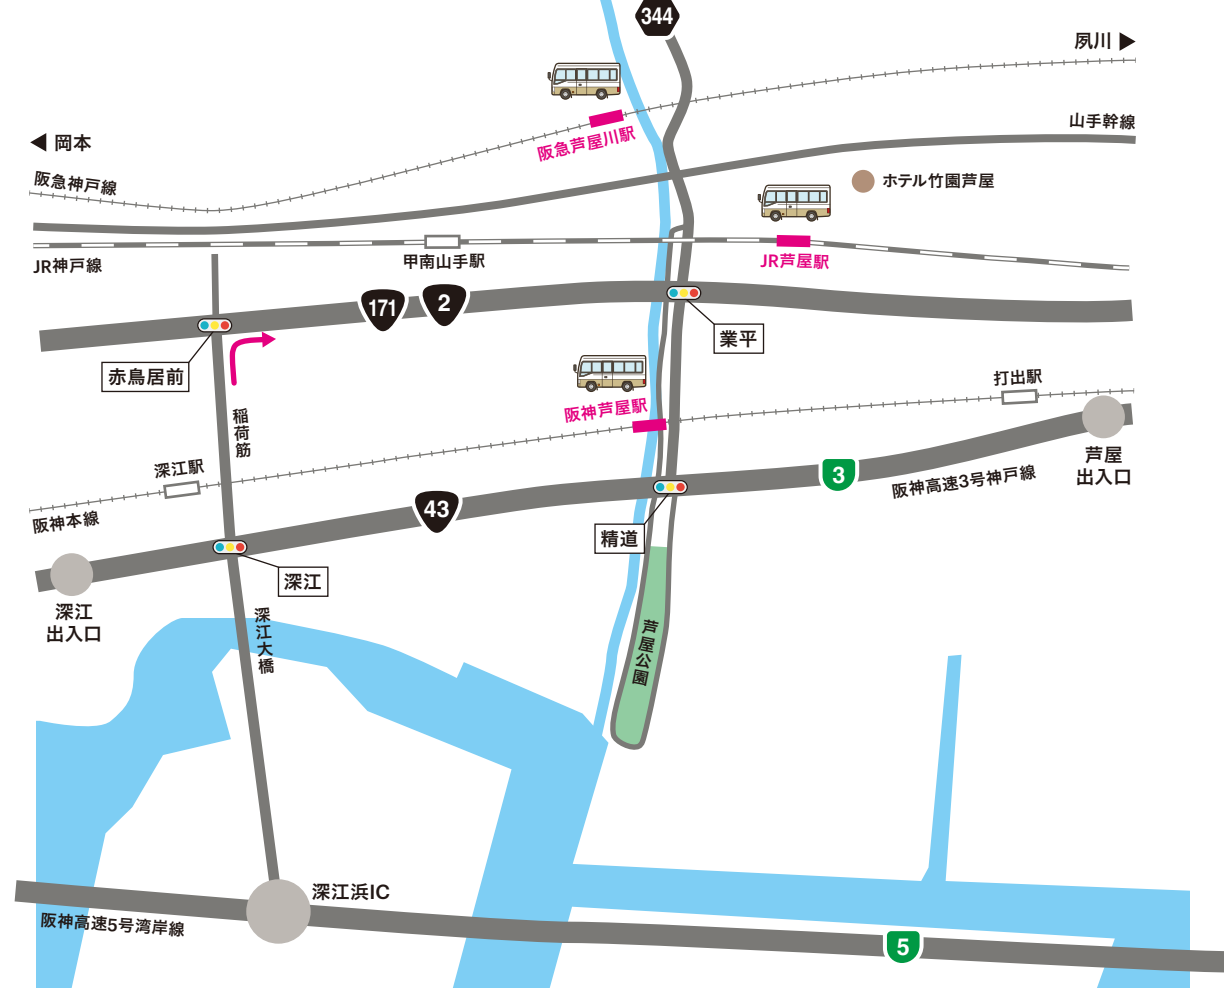 344
夙川
山手幹線
岡本
阪急芦屋川駅
阪急神戸線
ホテル竹園芦屋
JR神戸線
甲南山手駅
JR芦屋駅
171
2
業平
赤鳥居前
打出駅
阪神芦屋駅
稲荷筋
深江駅
芦屋
出入口
3
阪神高速3号神戸線
43
阪神本線
精道
深江
深江
出入口
深江大橋
芦屋公園
深江浜IC
阪神高速5号湾岸線
5